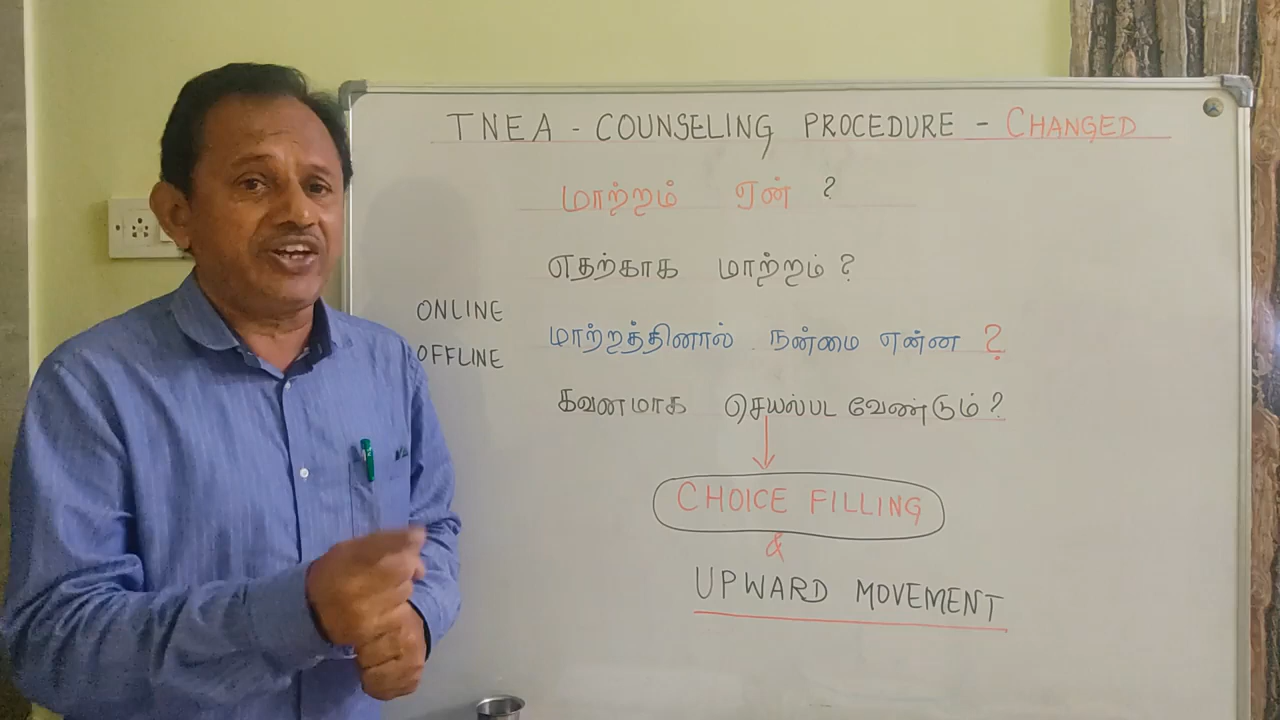 TNEA - COUNSELING PROCEDURE - CHANGED
மாற்றம் ஏன் ?
எதற்காக மாற்றம் ?
ONLINE
மாற்றத்தினால் நன்மை என்ன ?
OFFLINE
கவனமாக செயல்பட வேண்டும் ?
CHOICE FILLING
&
UPWARD MOVEMENT